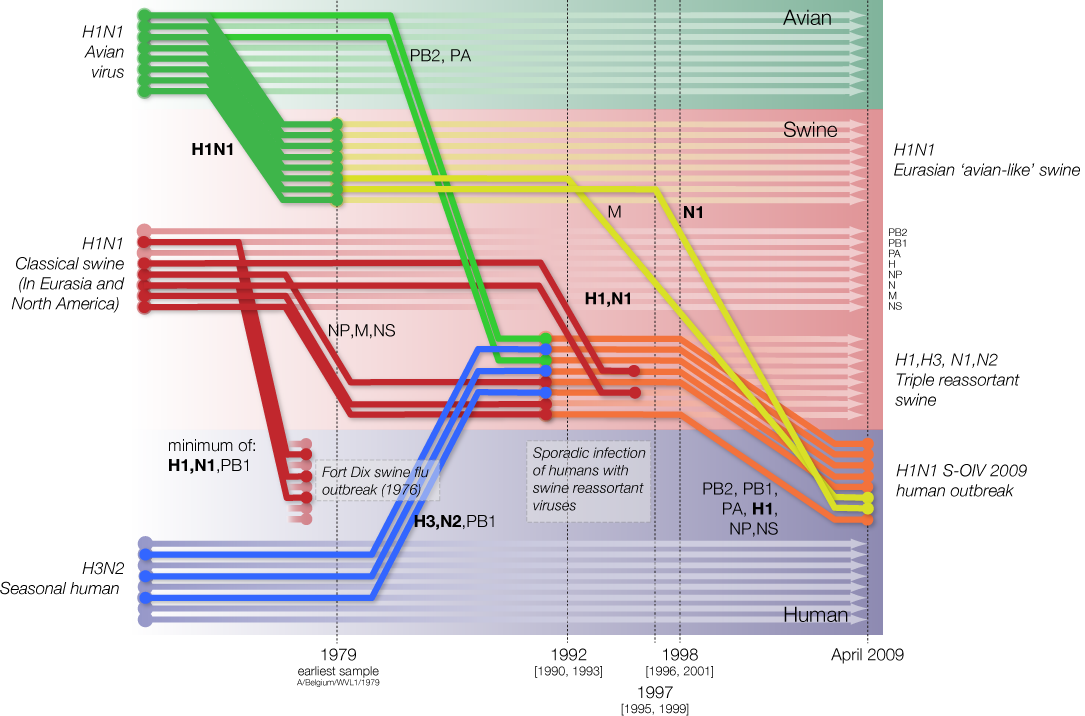 Avian
H1N1
Avian
virus
PB2, PA
Swine
H1N1
H1N1
Eurasian ‘avian-like’ swine
M
N1
H1N1
Classical swine
(In Eurasia and
North America)
PB2
PB1
PA
H
NP
N
M
NS
H1,N1
NP,M,NS
H1,H3, N1,N2
Triple reassortant
swine
minimum of:
H1,N1,PB1
Fort Dix swine flu
outbreak (1976)
Sporadic infection
of humans with
swine reassortant
viruses
H1N1 S-OIV 2009
human outbreak
PB2, PB1,
PA, H1,
NP,NS
H3,N2,PB1
H3N2
Seasonal human
Human
1979
earliest sample
A/Belgium/WVL1/1979
1992
[1990, 1993]
1998
[1996, 2001]
April 2009
1997
[1995, 1999]